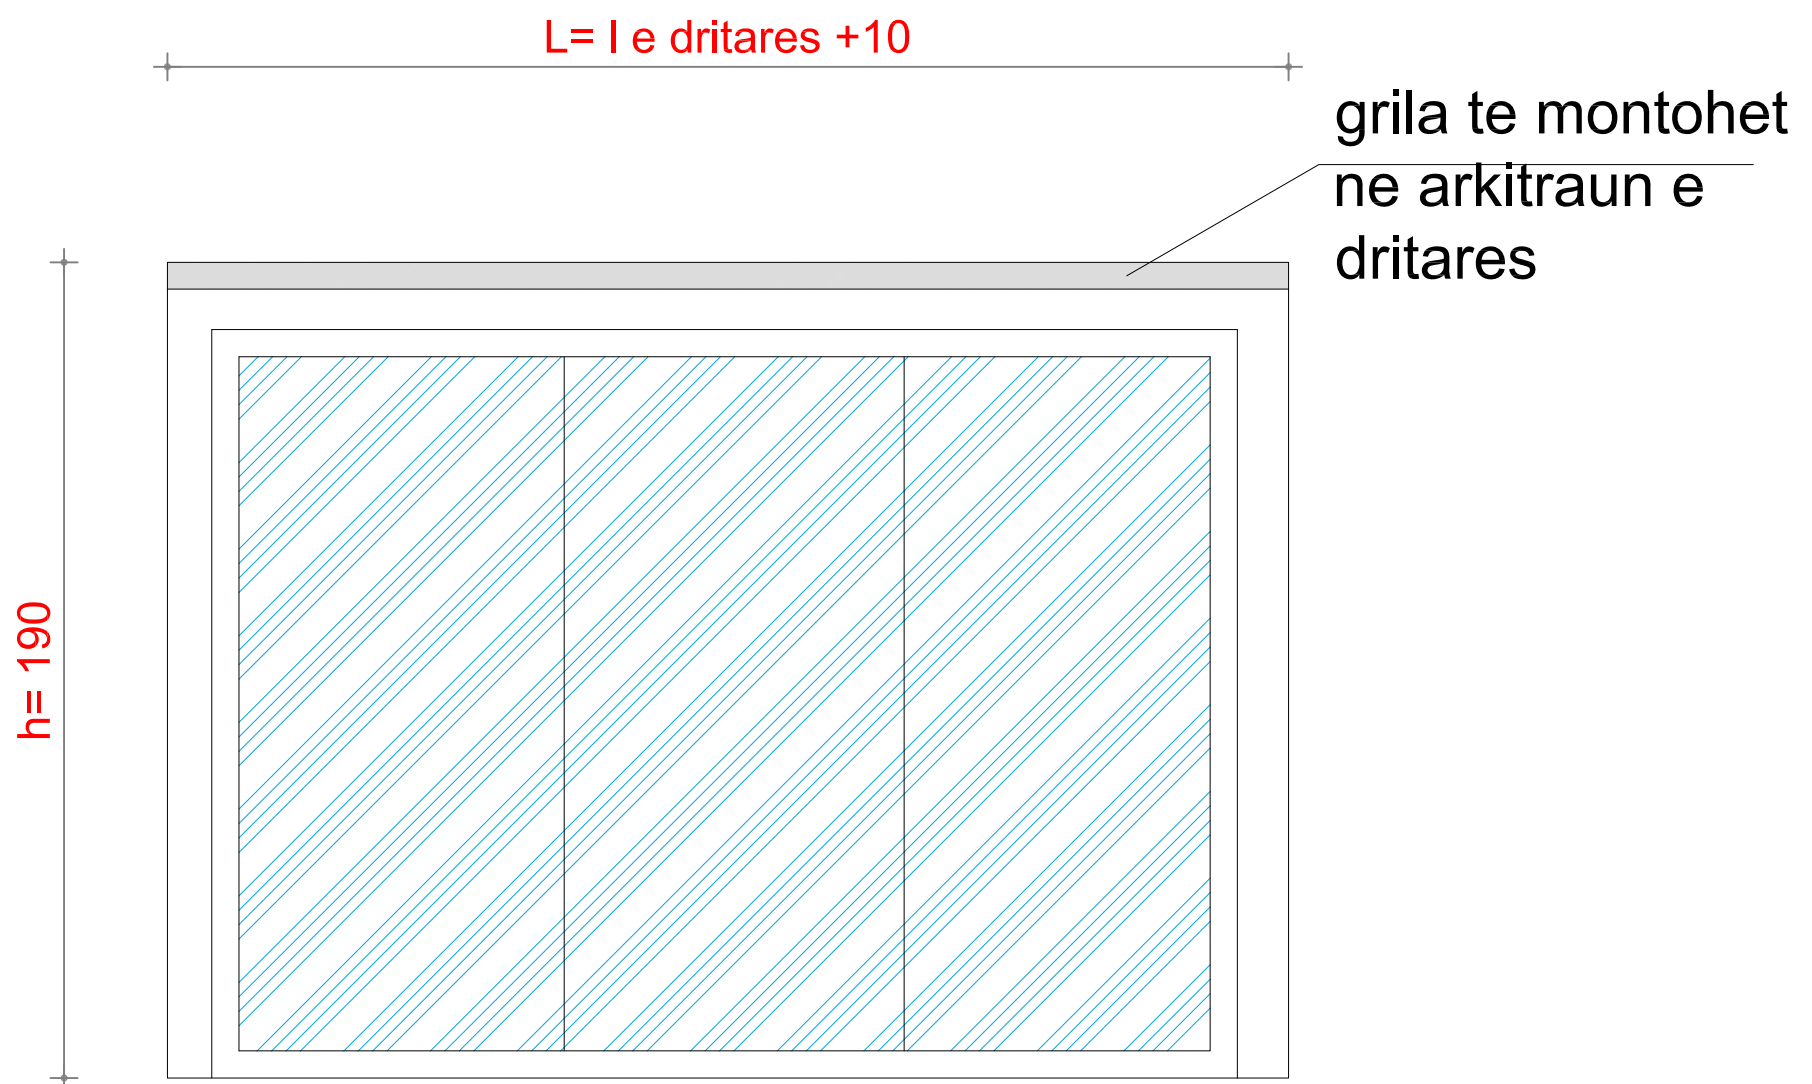 L= l e dritares +10
grila te montohet
ne arkitraun e
dritares
h= 190